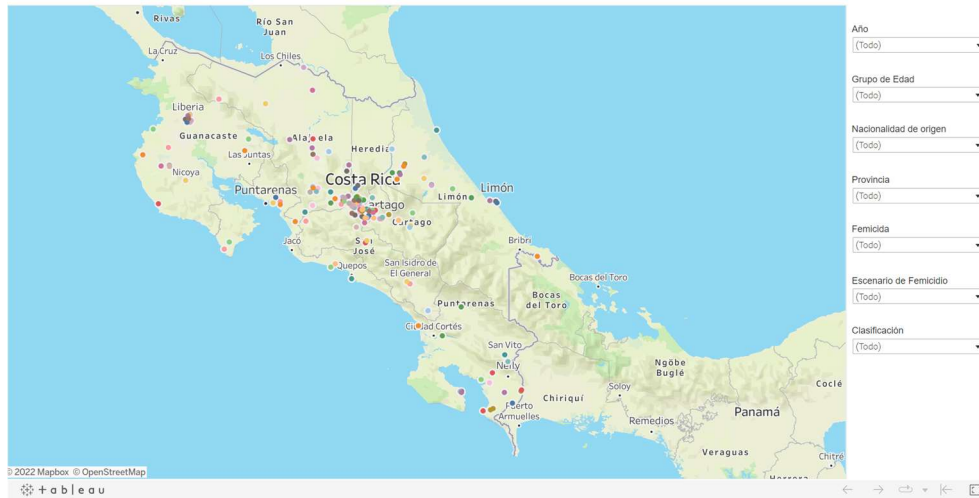 Rivas
Río San
Juan
La Cruz
Los Chiles
Liberia
Guanacaste
Alajuela
Las Juntas
Heredia
Nicoya
Costa Rica
Puntarenas
Limón
Limón
Cartago
Cartago
Jacó
San
José
Bribri
Quepos
San Isidro de
El General
Bocas del Toro
Bocas
del Toro
Puntarenas
Ciudad Cortés
San Vito
Neily
Ngöbe
Buglé
Soloy
Coclé
Chiriquí
Puerto
Armuelles
Remedios
Panamá
Veraguas
Chitré
Herrera
© 2022 Mapbox © OpenStreetMap
Año
(Todo)
Grupo de Edad
(Todo)
Nacionalidad de origen
(Todo)
Provincia
(Todo)
Femicida
(Todo)
Escenario de Femicidio
(Todo)
Clasificación
(Todo)
+ableau